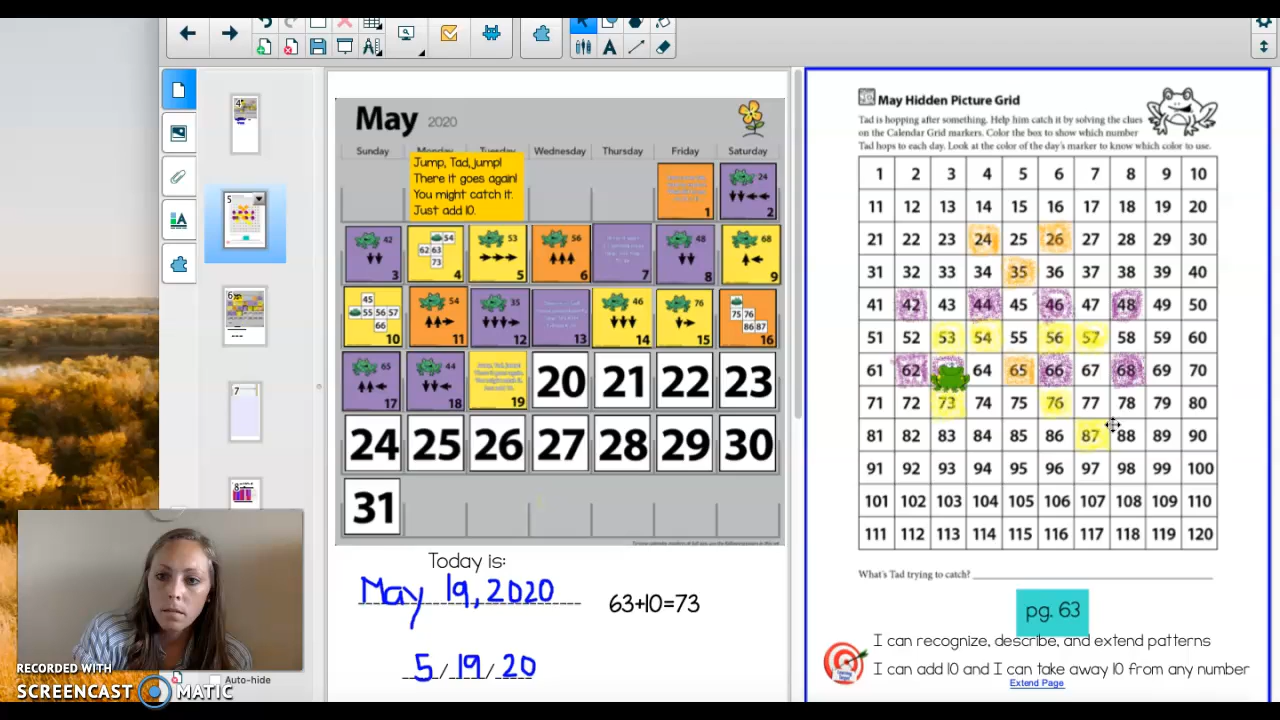 4
5
6
7
8
Auto-hide
RECORDED WITH
SCREENCAST MATIC
May 2020
Sunday Monday Tuesday Wednesday Thursday Friday Saturday
Jump, Tad, jump!
There it goes again!
You might catch it.
Just add 10.
1
24
2
42
3
54
62 63
73
4
53
5
56
6
7
48
8
68
9
45
55 56 57
66
10
54
11
35
12
13
46
14
76
15
75 76
86 87
16
65
17
44
18
Jump, Tad, jump!
19
20 21 22 23
24 25 26 27 28 29 30
31
Today is:
May 19, 2020
63+10=73
5/19/20
May Hidden Picture Grid
Tad is hopping after something. Help him catch it by solving the clues
on the Calendar Grid markers. Color the box to show which number
Tad hops to each day. Look at the color of the day's marker to know which color to use.
1 2 3 4 5 6 7 8 9 10
11 12 13 14 15 16 17 18 19 20
21 22 23 24 25 26 27 28 29 30
31 32 33 34 35 36 37 38 39 40
41 42 43 44 45 46 47 48 49 50
51 52 53 54 55 56 57 58 59 60
61 62 64 65 66 67 68 69 70
71 72 73 74 75 76 77 78 79 80
81 82 83 84 85 86 87 88 89 90
91 92 93 94 95 96 97 98 99 100
101 102 103 104 105 106 107 108 109 110
111 112 113 114 115 116 117 118 119 120
What's Tad trying to catch?
pg. 63
I can recognize, describe, and extend patterns
I can add 10 and I can take away 10 from any number
Extend Page